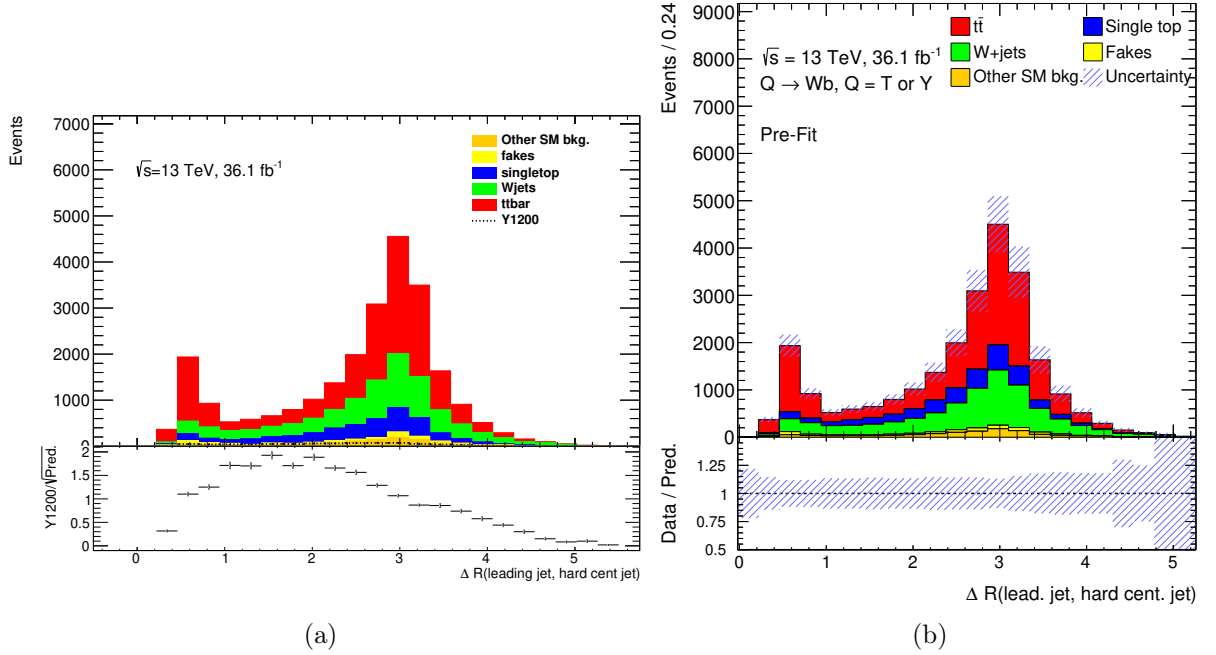 Events
7000
6000
5000
4000
3000
2000
1000
0
√s=13 TeV, 36.1 fb⁻¹
Other SM bkg.
fakes
singletop
Wjets
ttbar
Y1200
Y1200/√Pred.
2
1.5
1
0.5
0
0 1 2 3 4 5
Δ R(leading jet, hard cent jet)
(a)
Events / 0.24
9000
8000
7000
6000
5000
4000
3000
2000
1000
0
tt̄ Single top
W+jets Fakes
Other SM bkg. Uncertainty
√s = 13 TeV, 36.1 fb⁻¹
Q → Wb, Q = T or Y
Pre-Fit
Data / Pred.
1.25
1
0.75
0.5
0 1 2 3 4 5
Δ R(lead. jet, hard cent. jet)
(b)